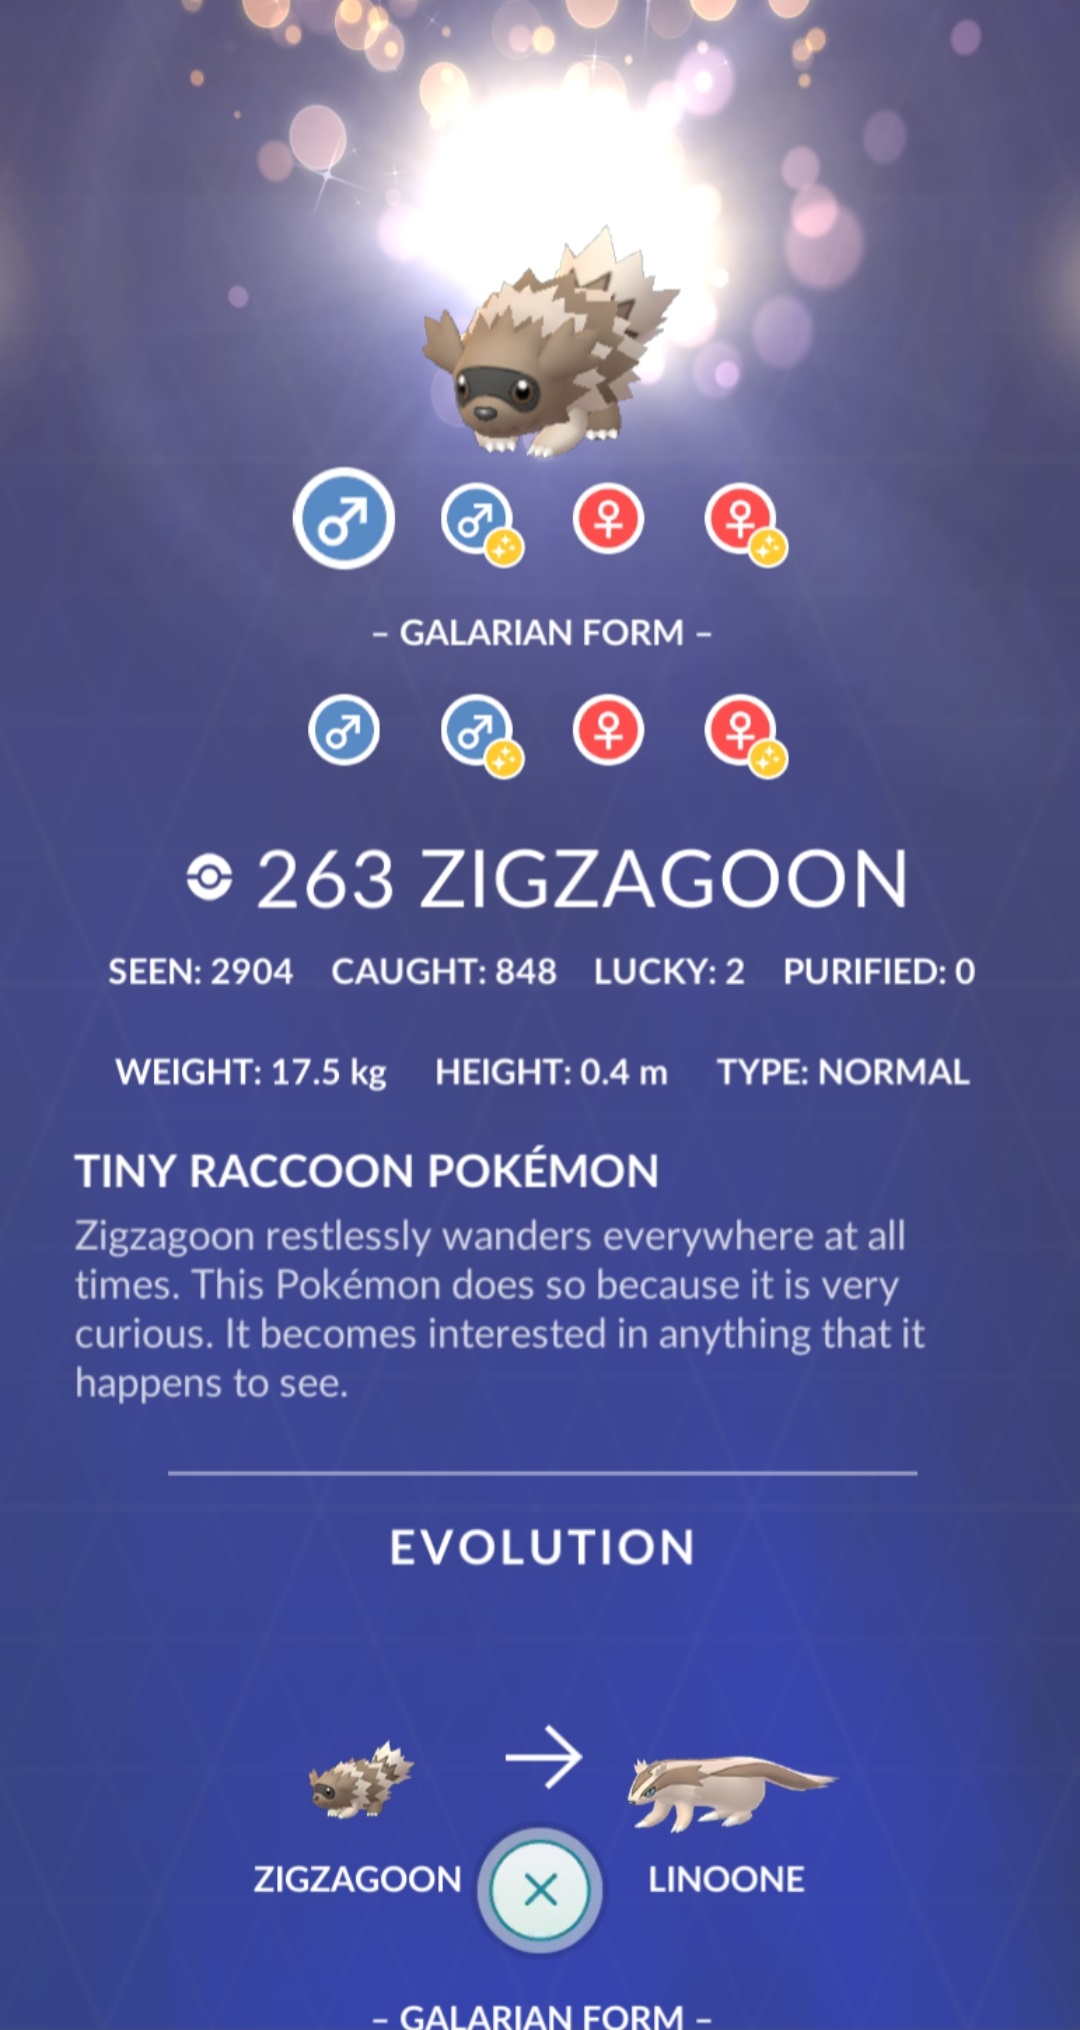 – GALARIAN FORM –
263 ZIGZAGOON
SEEN: 2904 CAUGHT: 848 LUCKY: 2 PURIFIED: 0
WEIGHT: 17.5 kg HEIGHT: 0.4 m TYPE: NORMAL
TINY RACCOON POKÉMON
Zigzagoon restlessly wanders everywhere at all
times. This Pokémon does so because it is very
curious. It becomes interested in anything that it
happens to see.
EVOLUTION
ZIGZAGOON LINOONE
– GALARIAN FORM –